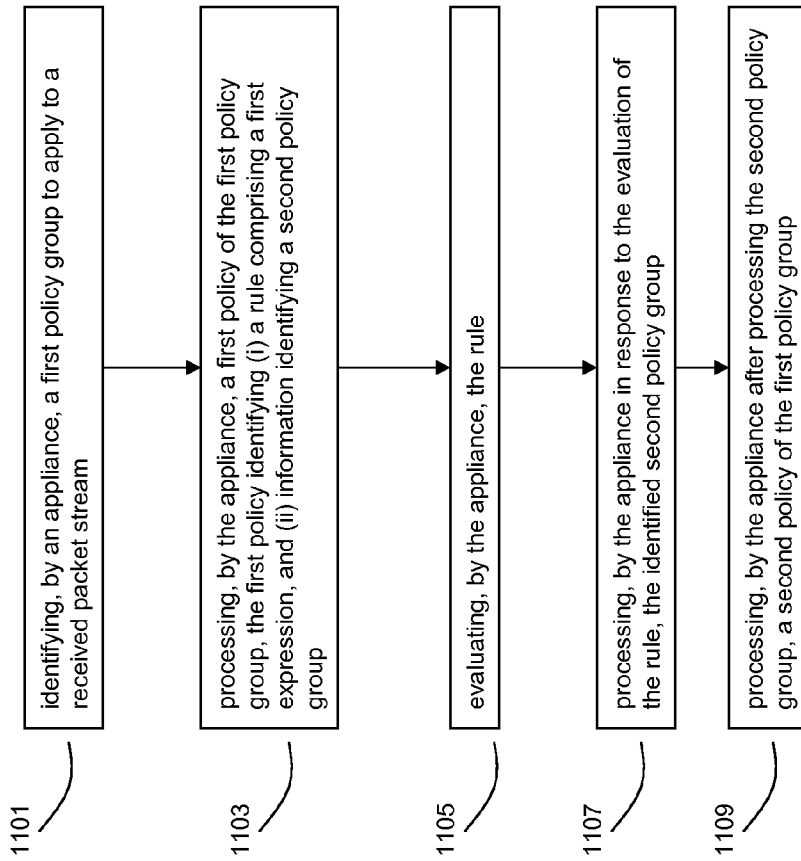 1101
identifying, by an appliance, a first policy group to apply to a
received packet stream
1103
processing, by the appliance, a first policy of the first policy
group, the first policy identifying (i) a rule comprising a first
expression, and (ii) information identifying a second policy
group
1105
evaluating, by the appliance, the rule
1107
processing, by the appliance in response to the evaluation of
the rule, the identified second policy group
1109
processing, by the appliance after processing the second policy
group, a second policy of the first policy group